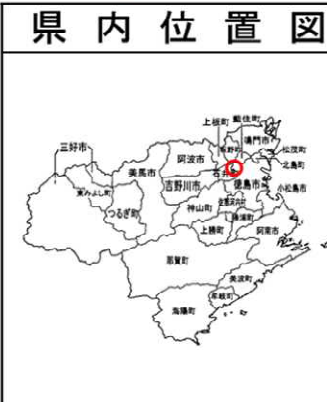 県内位置図
上板町
藍住町
鳴門市
板野町
松茂町
北島町
三好市
阿波市
美馬市
石井町
徳島市
小松島市
東みよし町
吉野川市
つるぎ町
佐那河内村
神山町
勝浦町
上勝町
阿南市
那賀町
美波町
牟岐町
海陽町